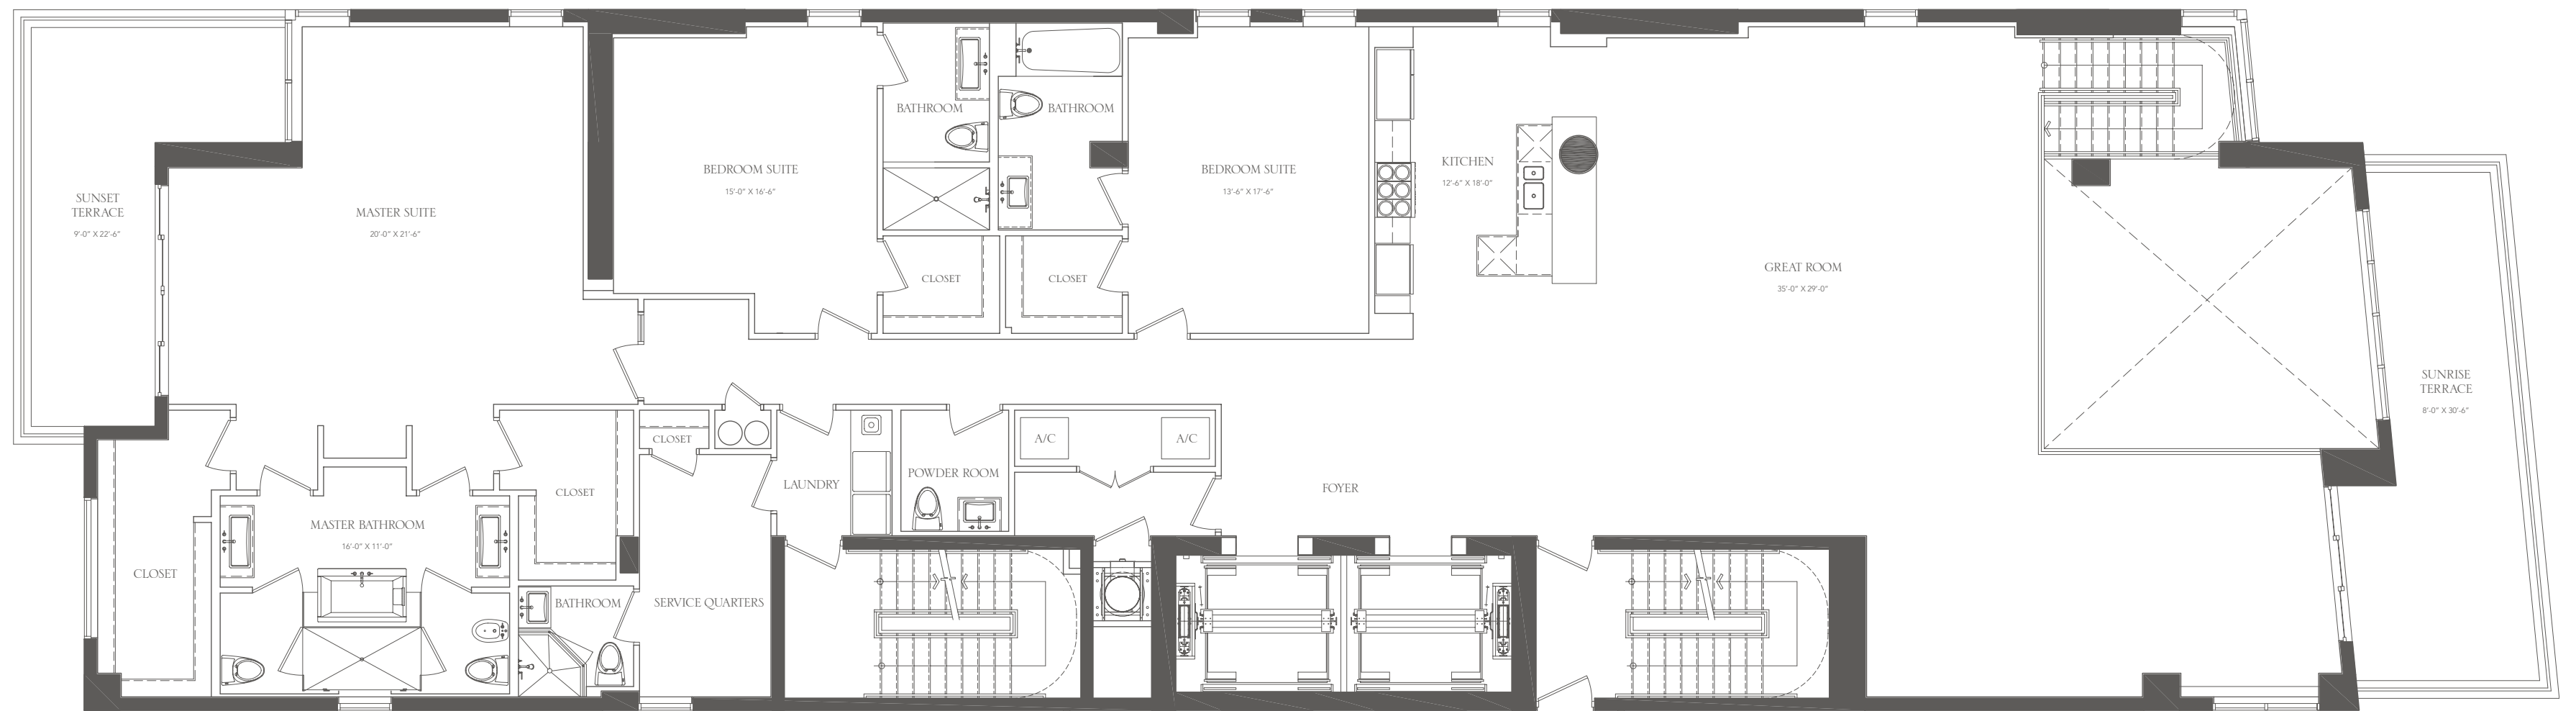 SUNSET
TERRACE
9'-0" X 22'-6"
MASTER SUITE
20'-0" X 21'-6"
BEDROOM SUITE
15'-0" X 16'-6"
BATHROOM
BATHROOM
CLOSET
CLOSET
BEDROOM SUITE
13'-6" X 17'-6"
KITCHEN
12'-6" X 18'-0"
GREAT ROOM
35'-0" X 29'-0"
SUNRISE
TERRACE
8'-0" X 30'-6"
CLOSET
MASTER BATHROOM
16'-0" X 11'-0"
CLOSET
CLOSET
BATHROOM
SERVICE QUARTERS
LAUNDRY
POWDER ROOM
A/C
A/C
FOYER